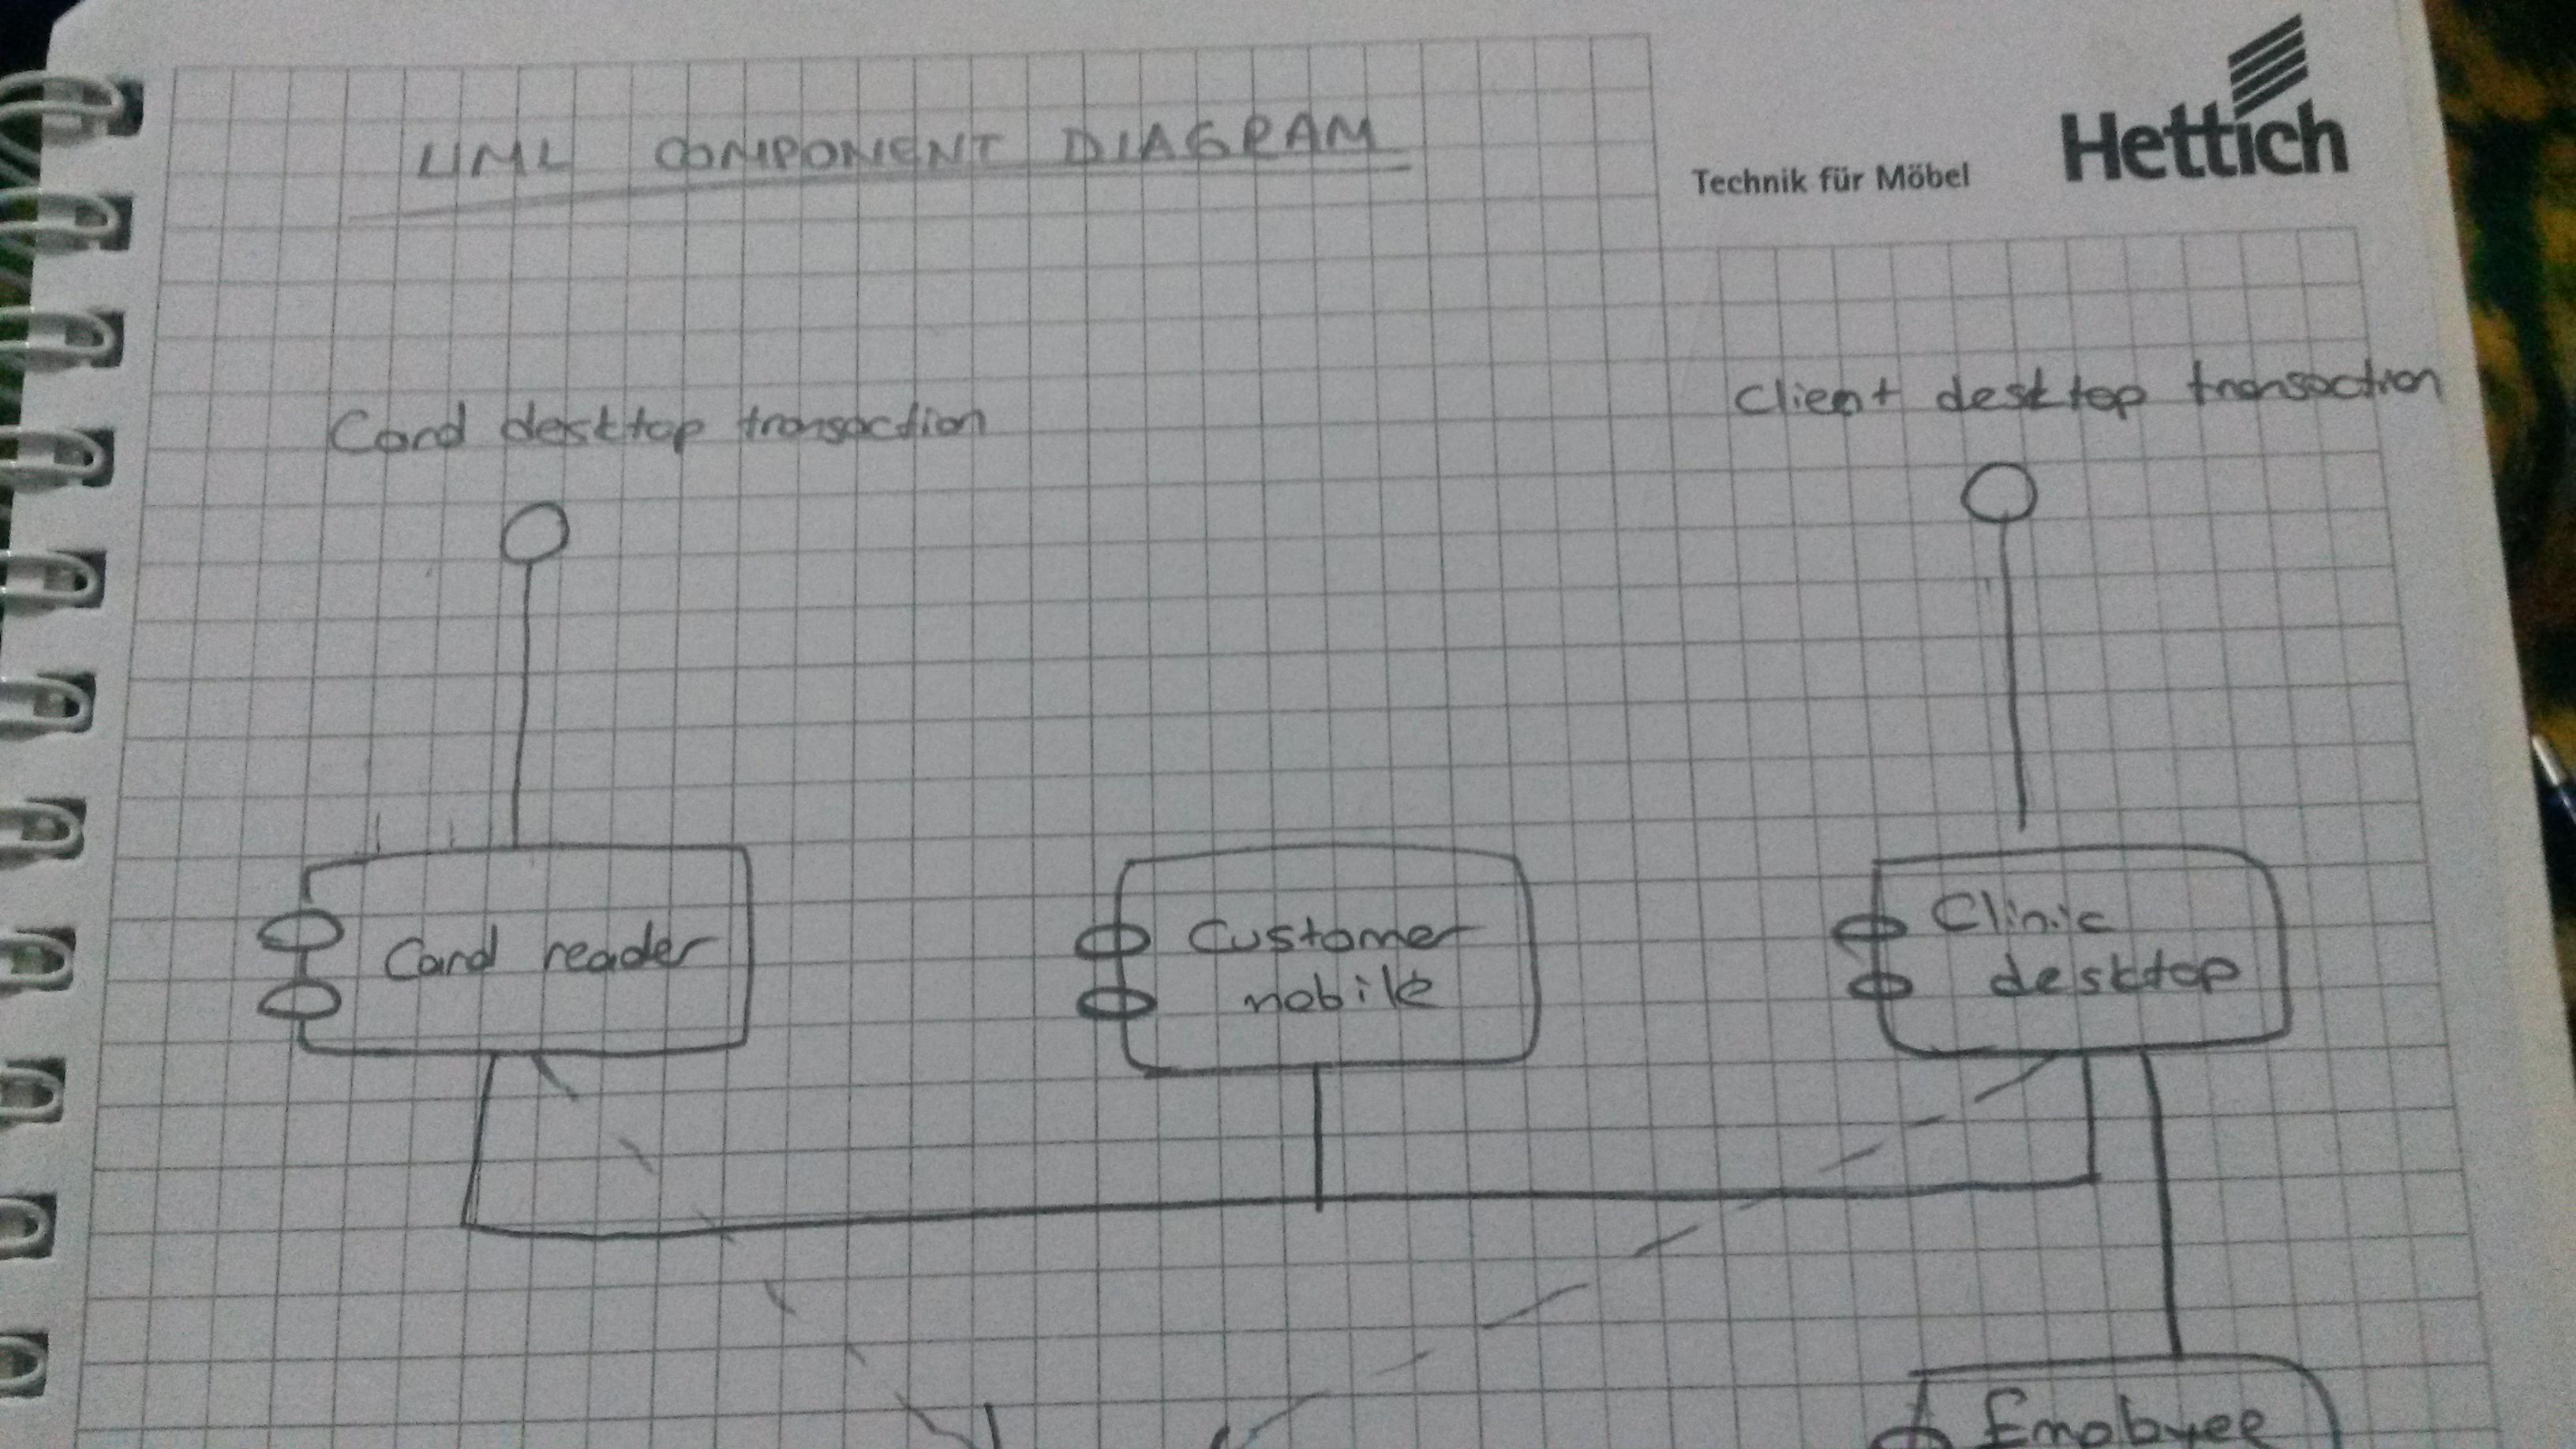 Technik für Möbel Hettich
UML COMPONENT DIAGRAM
Card desktop transaction
Client desktop transaction
Card reader
Customer
mobile
Clinic
desktop
Employee